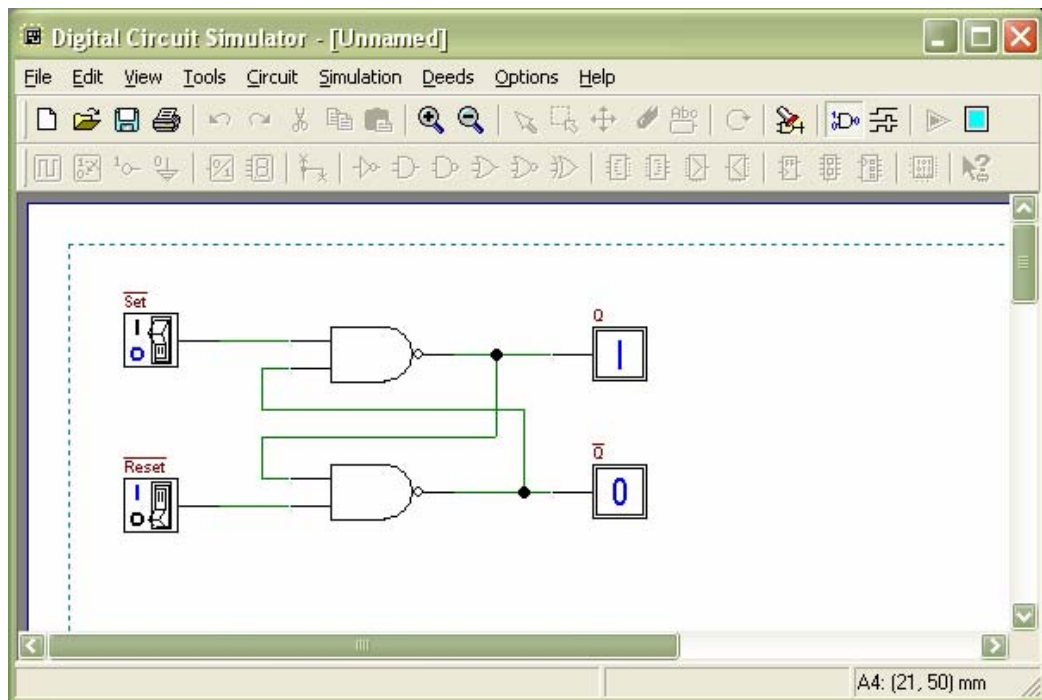 Digital Circuit Simulator - [Unnamed]
File Edit View Tools Circuit Simulation Deeds Options Help
Abc
Set
I
O
Q
I
Reset
I
O
Q
0
A4: (21, 50) mm